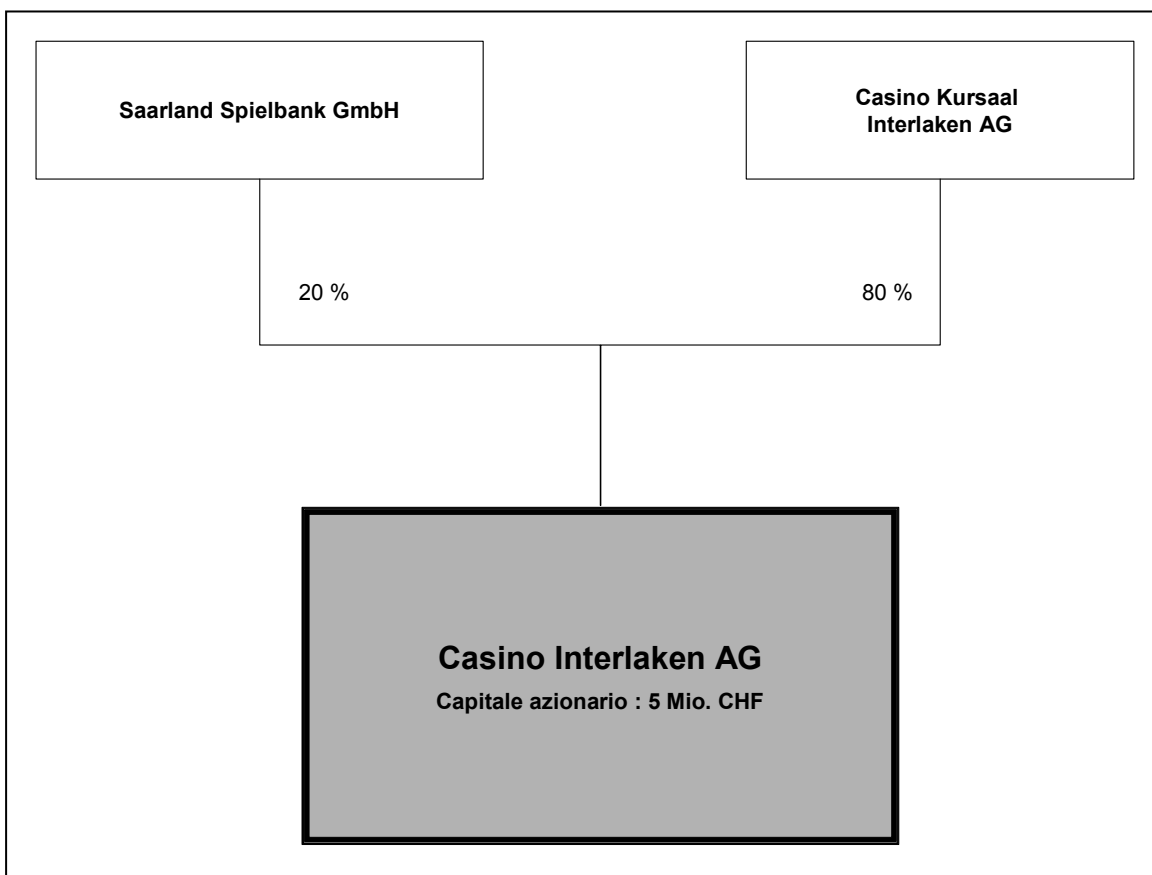 Saarland Spielbank GmbH
Casino Kursaal
Interlaken AG
20 %
80 %
Casino Interlaken AG
Capitale azionario : 5 Mio. CHF